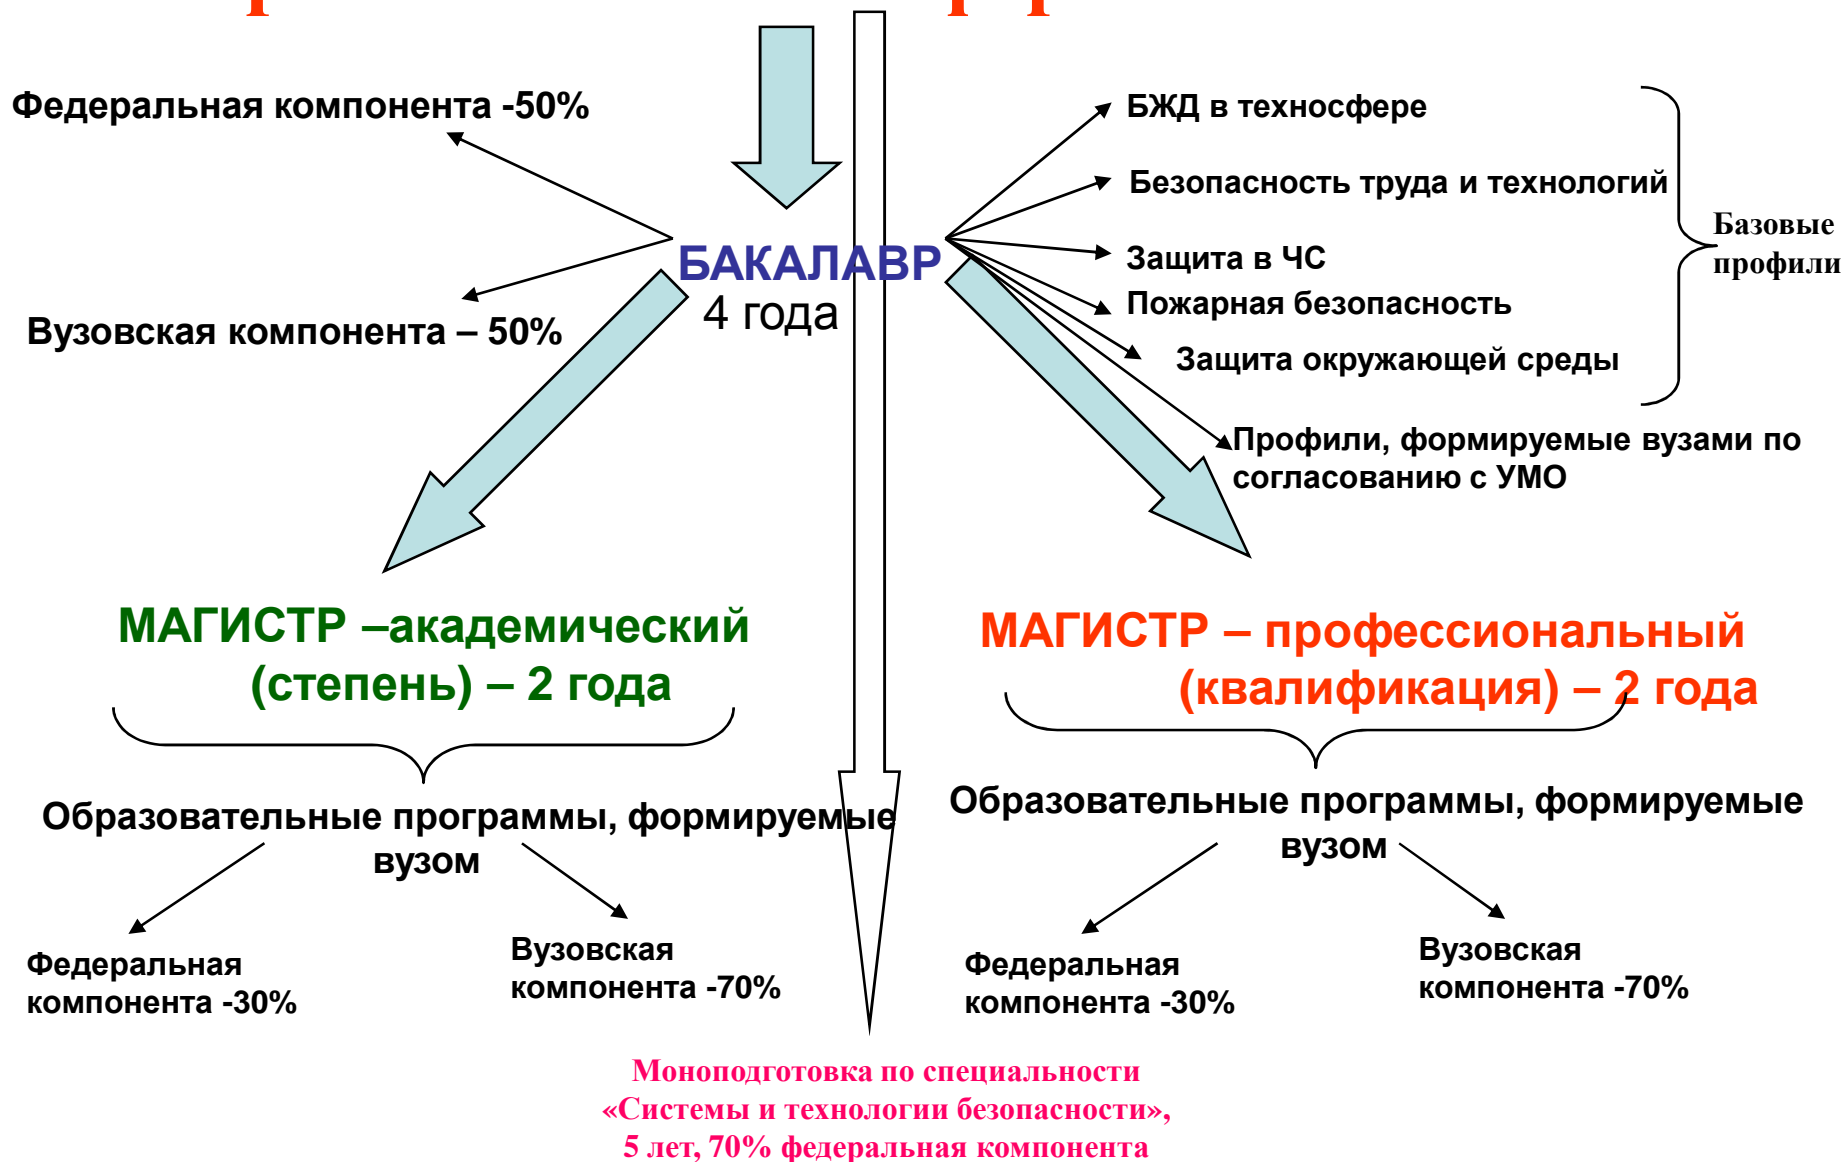 Федеральная компонента -50%
Вузовская компонента – 50%
БАКАЛАВР
4 года
БЖД в техносфере
Безопасность труда и технологий
Защита в ЧС
Пожарная безопасность
Защита окружающей среды
Профили, формируемые вузами по
согласованию с УМО
Базовые
профили
МАГИСТР –академический
(степень) – 2 года
Образовательные программы, формируемые
вузом
Федеральная
компонента -30%
Вузовская
компонента -70%
МАГИСТР – профессиональный
(квалификация) – 2 года
Образовательные программы, формируемые
вузом
Федеральная
компонента -30%
Вузовская
компонента -70%
Моноподготовка по специальности
«Системы и технологии безопасности»,
5 лет, 70% федеральная компонента